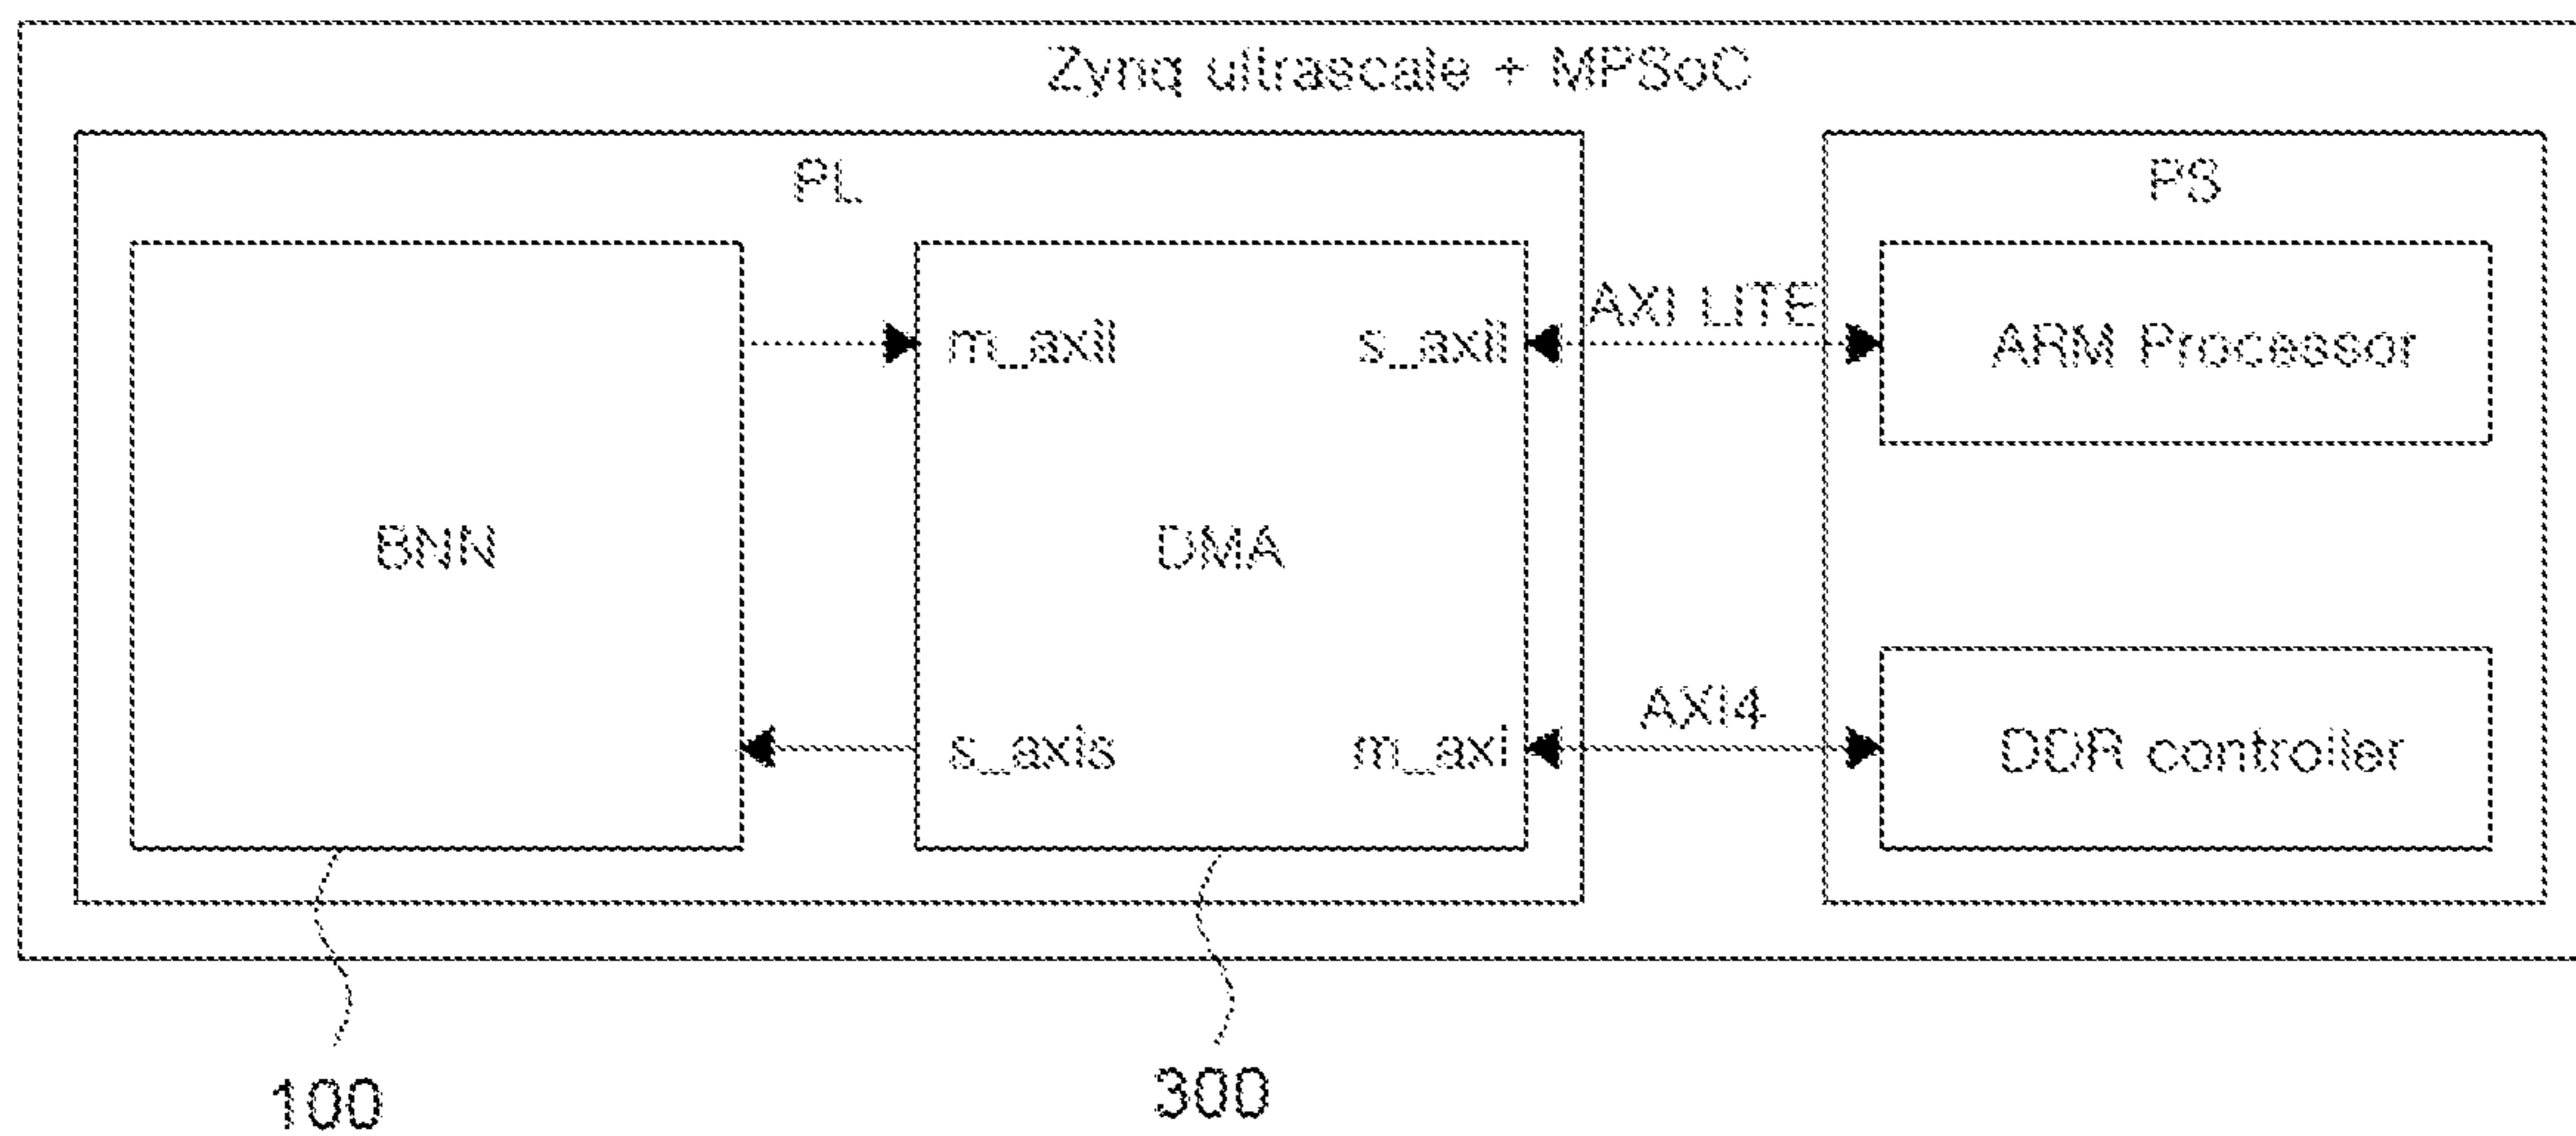 Zynq ultrascale + MPSoC
PL
PS
BNN
DMA
m_axil
s_axil
s_axis
m_axi
AXI LITE
AXI4
ARM Processor
DDR controller
100
300